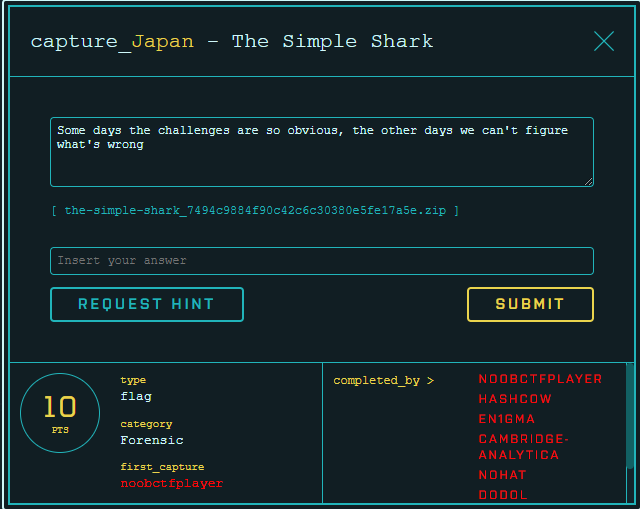 capture_Japan – The Simple Shark
Some days the challenges are so obvious, the other days we can't figure
what's wrong
[ the-simple-shark_7494c9884f90c42c6c30380e5fe17a5e.zip ]
Insert your answer
REQUEST HINT
SUBMIT
10
PTS
type
flag
category
Forensic
first_capture
noobctfplayer
completed_by >
NOOBCTFPLAYER
HASHCOW
EN1GMA
CAMBRIDGE-
ANALYTICA
NOHAT
DODOL